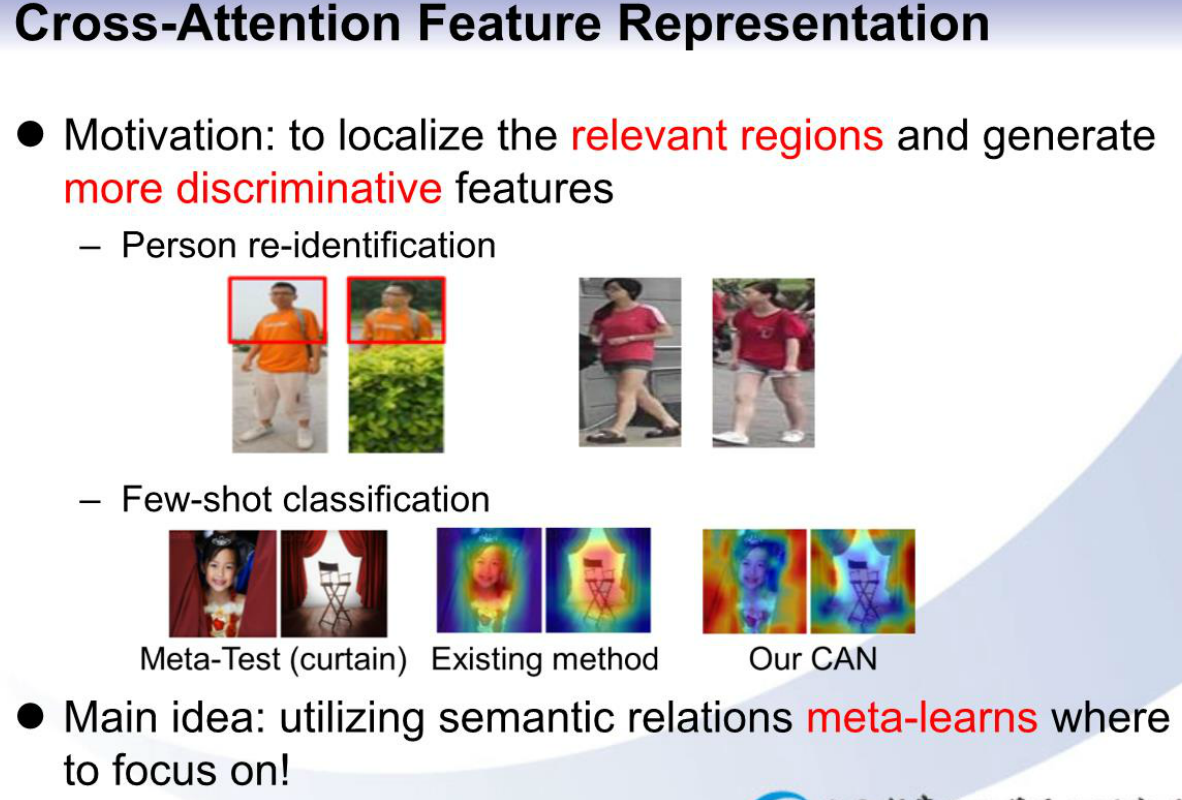 Cross-Attention Feature Representation
● Motivation: to localize the relevant regions and generate
more discriminative features
– Person re-identification
– Few-shot classification
Meta-Test (curtain) Existing method Our CAN
● Main idea: utilizing semantic relations meta-learns where
to focus on!